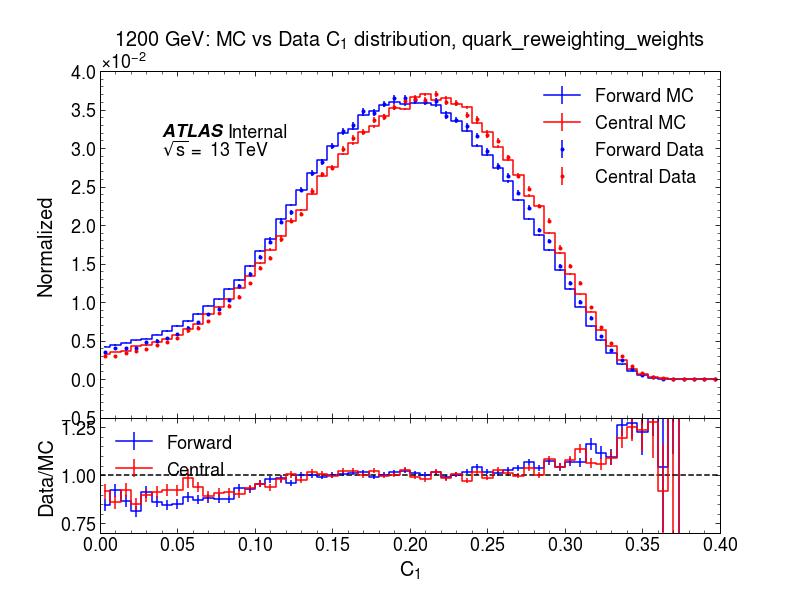 1200 GeV: MC vs Data C₁ distribution, quark_reweighting_weights
×10⁻²
4.0
3.5
3.0
2.5
2.0
1.5
1.0
0.5
0.0
−0.5
Normalized
ATLAS Internal
√s = 13 TeV
Forward MC
Central MC
Forward Data
Central Data
1.25
1.00
0.75
Data/MC
Forward
Central
0.00 0.05 0.10 0.15 0.20 0.25 0.30 0.35 0.40
C₁